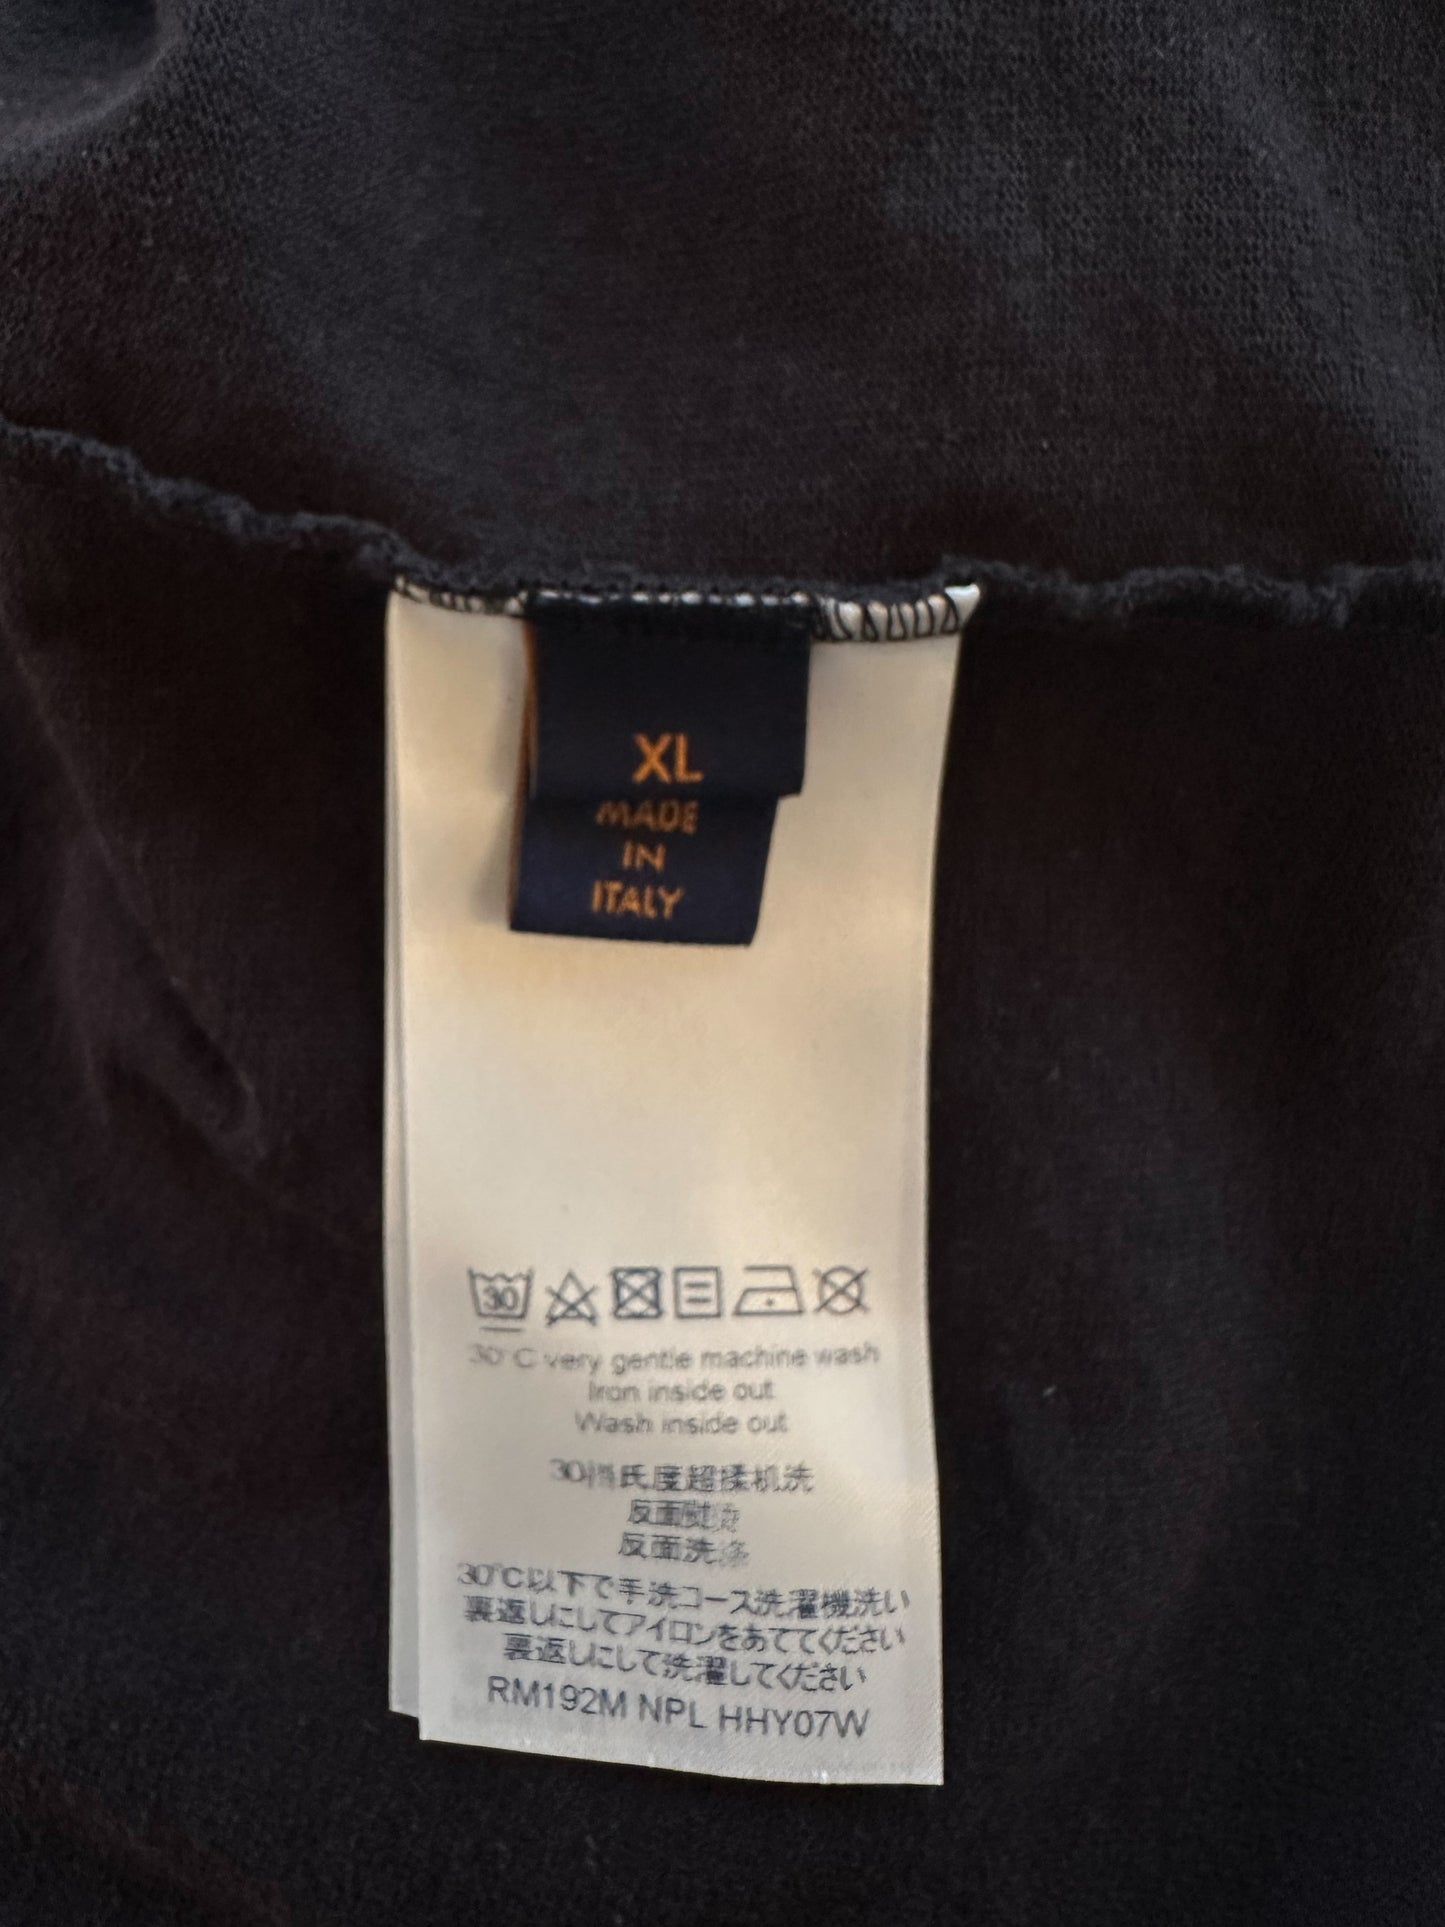 XL
MADE
IN
ITALY
30
30°C very gentle machine wash
Iron inside out
Wash inside out
30摄氏度超揉机洗
反面熨烫
反面洗涤
30℃以下で手洗コース洗濯機洗い
裏返しにしてアイロンをあててください
裏返しにして洗濯してください
RM192M NPL HHY07W